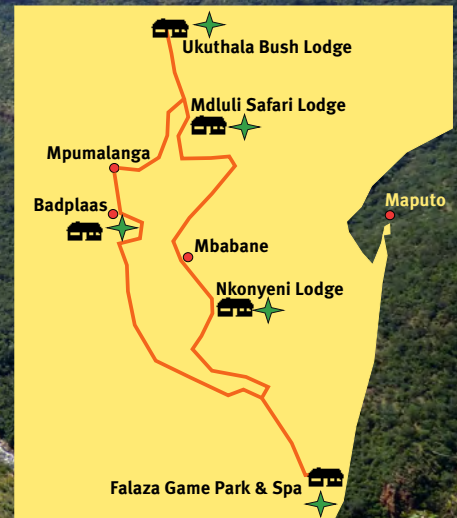 Ukuthala Bush Lodge
Mdluli Safari Lodge
Mpumalanga
Badplaas
Maputo
Mbabane
Nkonyeni Lodge
Falaza Game Park & Spa